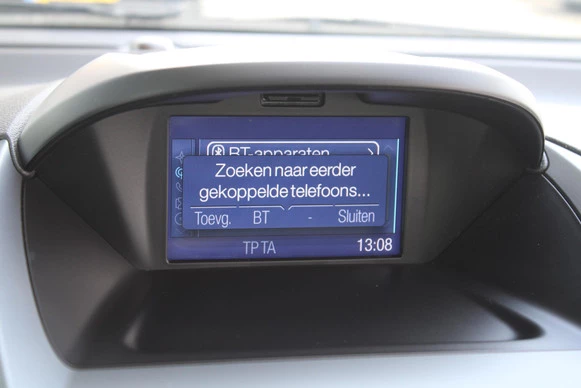 BT-apparaten
Zoeken naar eerder
gekoppelde telefoons...
Toevg. BT - Sluiten
TP TA 13:08